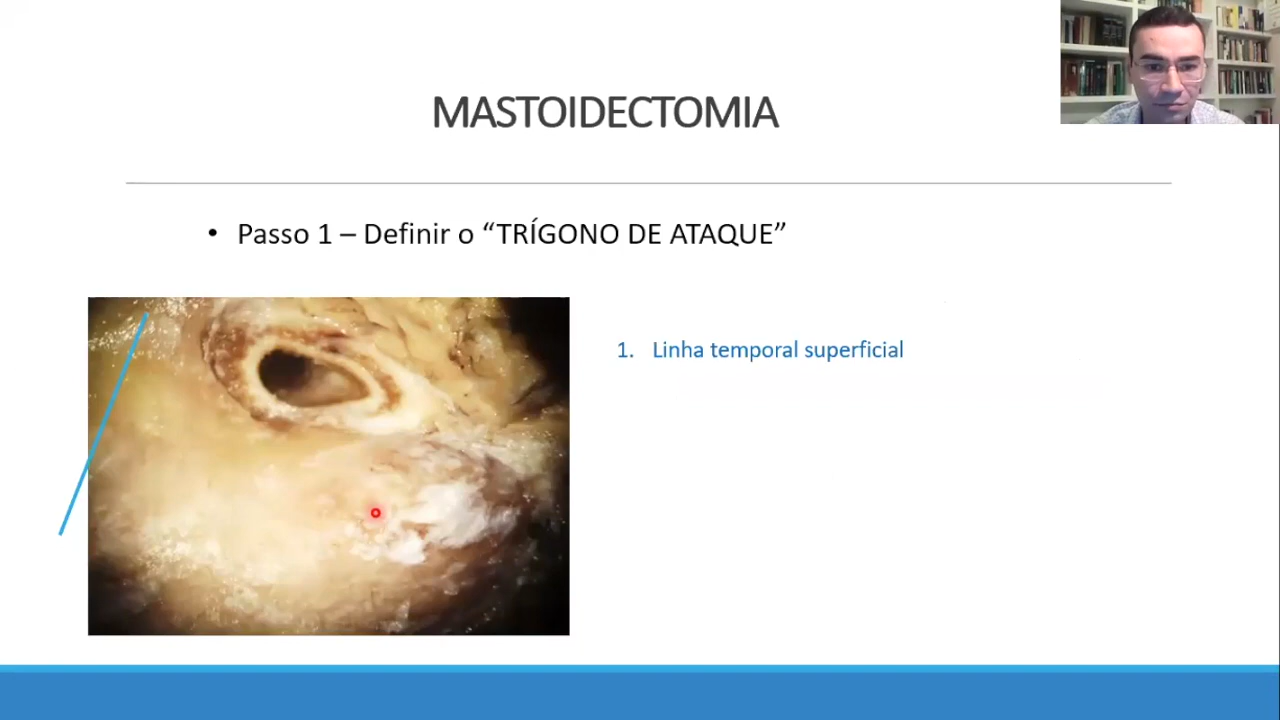 MASTOIDECTOMIA
• Passo 1 – Definir o “TRÍGONO DE ATAQUE”
1. Linha temporal superficial